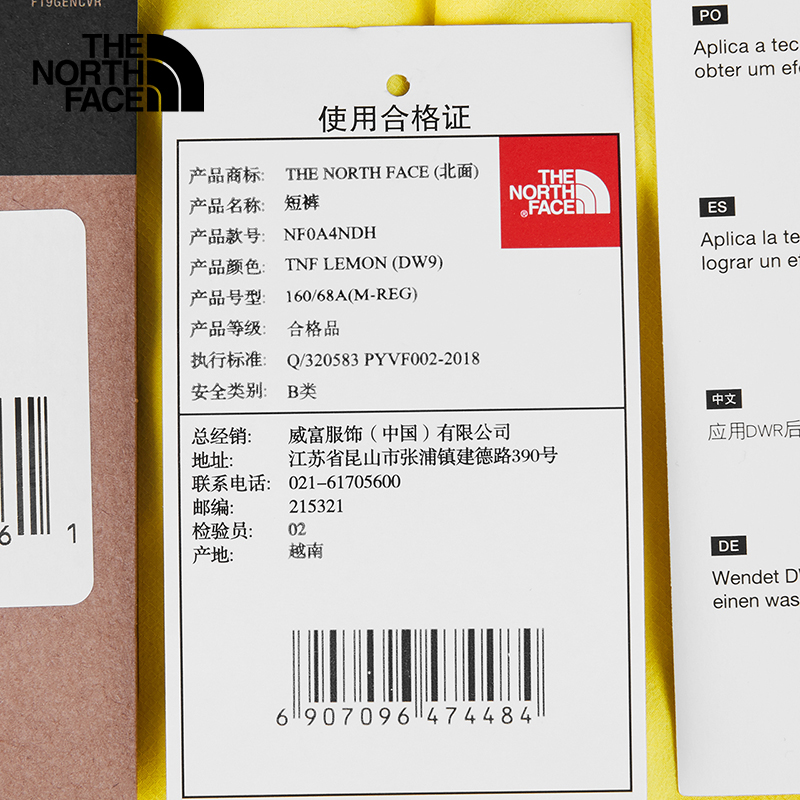 FT9GENCVR
THE
NORTH
FACE
使用合格证
产品商标: THE NORTH FACE (北面)
产品名称: 短裤
产品款号: NF0A4NDH
产品颜色: TNF LEMON (DW9)
产品号型: 160/68A(M-REG)
产品等级: 合格品
执行标准: Q/320583 PYVF002-2018
安全类别: B类
THE
NORTH
®FACE
总经销: 威富服饰（中国）有限公司
地址: 江苏省昆山市张浦镇建德路390号
联系电话: 021-61705600
邮编: 215321
检验员: 02
产地: 越南
6 907096 474484
6 1
PO
Aplica a tec
obter um efe
ES
Aplica la te
lograr un ef
中文
应用DWR后
DE
Wendet DW
einen was